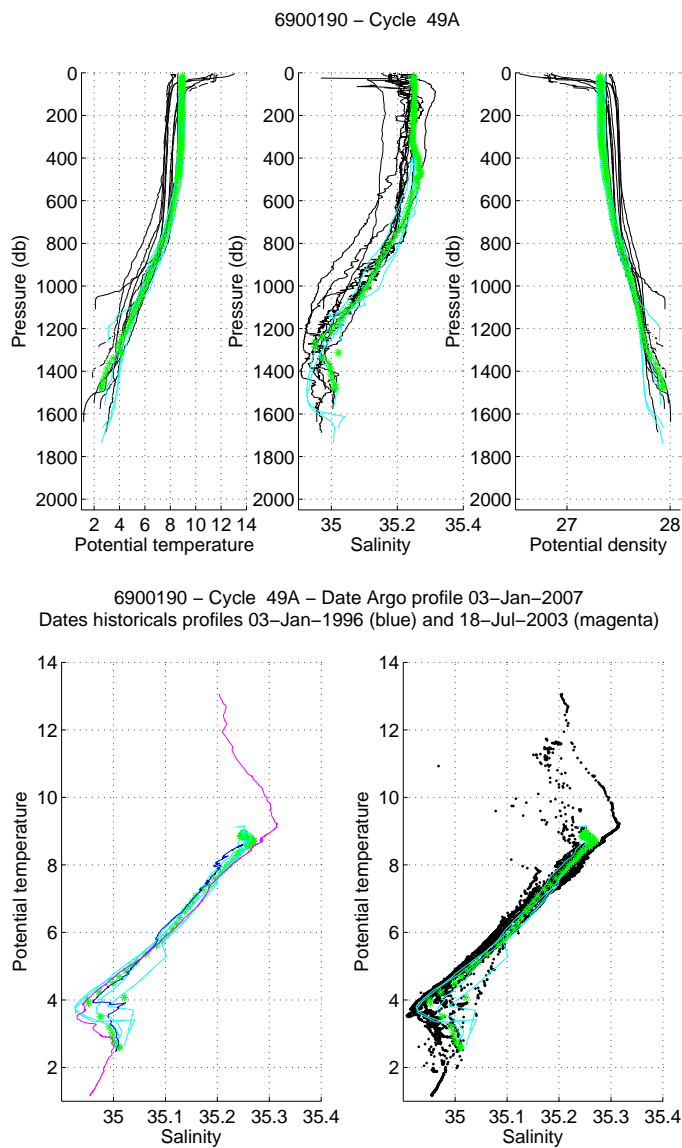 6900190 – Cycle 49A
0
200
400
600
800
1000
1200
1400
1600
1800
2000
Pressure (db)
2 4 6 8 10 12 14
Potential temperature
0
200
400
600
800
1000
1200
1400
1600
1800
2000
Pressure (db)
35 35.2 35.4
Salinity
0
200
400
600
800
1000
1200
1400
1600
1800
2000
Pressure (db)
27 28
Potential density
6900190 – Cycle 49A – Date Argo profile 03–Jan–2007
Dates historicals profiles 03–Jan–1996 (blue) and 18–Jul–2003 (magenta)
14
12
10
8
6
4
2
Potential temperature
35 35.1 35.2 35.3 35.4
Salinity
14
12
10
8
6
4
2
Potential temperature
35 35.1 35.2 35.3 35.4
Salinity